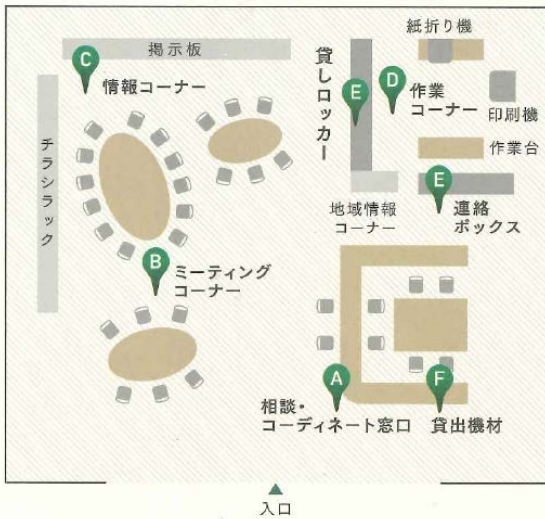 掲示板
C
情報コーナー
チラシラック
貸しロッカー
E
D
作業
コーナー
紙折り機
印刷機
作業台
E
連絡
ボックス
地域情報
コーナー
B
ミーティング
コーナー
A
相談・
コーディネート窓口
F
貸出機材
入口